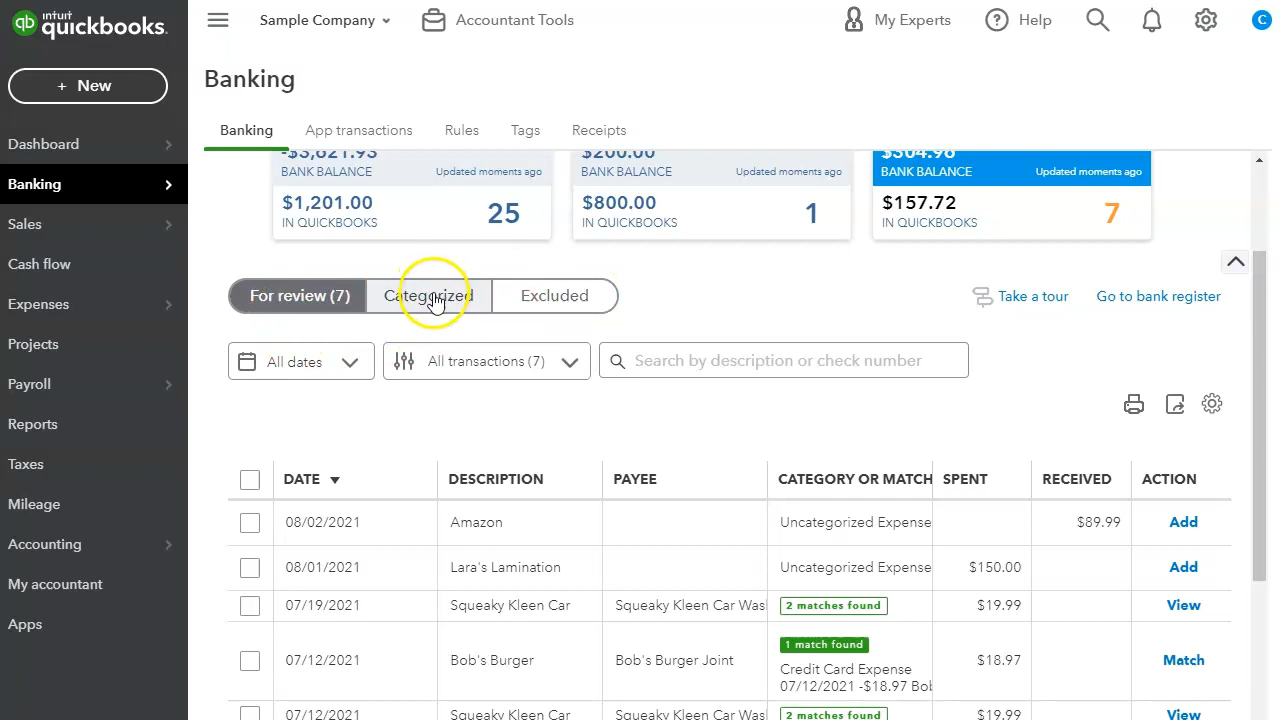 intuit
quickbooks.
Sample Company
Accountant Tools
My Experts
Help
C
+ New
Dashboard
Banking
Sales
Cash flow
Expenses
Projects
Payroll
Reports
Taxes
Mileage
Accounting
My accountant
Apps
Banking
Banking App transactions Rules Tags Receipts
-$3,621.93 $200.00 $304.96
BANK BALANCE Updated moments ago BANK BALANCE Updated moments ago BANK BALANCE Updated moments ago
$1,201.00 25 $800.00 1 $157.72 7
IN QUICKBOOKS IN QUICKBOOKS IN QUICKBOOKS
For review (7) Categorized Excluded Take a tour Go to bank register
All dates All transactions (7) Search by description or check number
DATE DESCRIPTION PAYEE CATEGORY OR MATCH SPENT RECEIVED ACTION
08/02/2021 Amazon Uncategorized Expense $89.99 Add
08/01/2021 Lara's Lamination Uncategorized Expense $150.00 Add
07/19/2021 Squeaky Kleen Car Squeaky Kleen Car Was 2 matches found $19.99 View
1 match found
07/12/2021 Bob's Burger Bob's Burger Joint Credit Card Expense $18.97 Match
07/12/2021 -$18.97 Bob
07/12/2021 Squeaky Kleen Car Squeaky Kleen Car Was 2 matches found $19.99 View